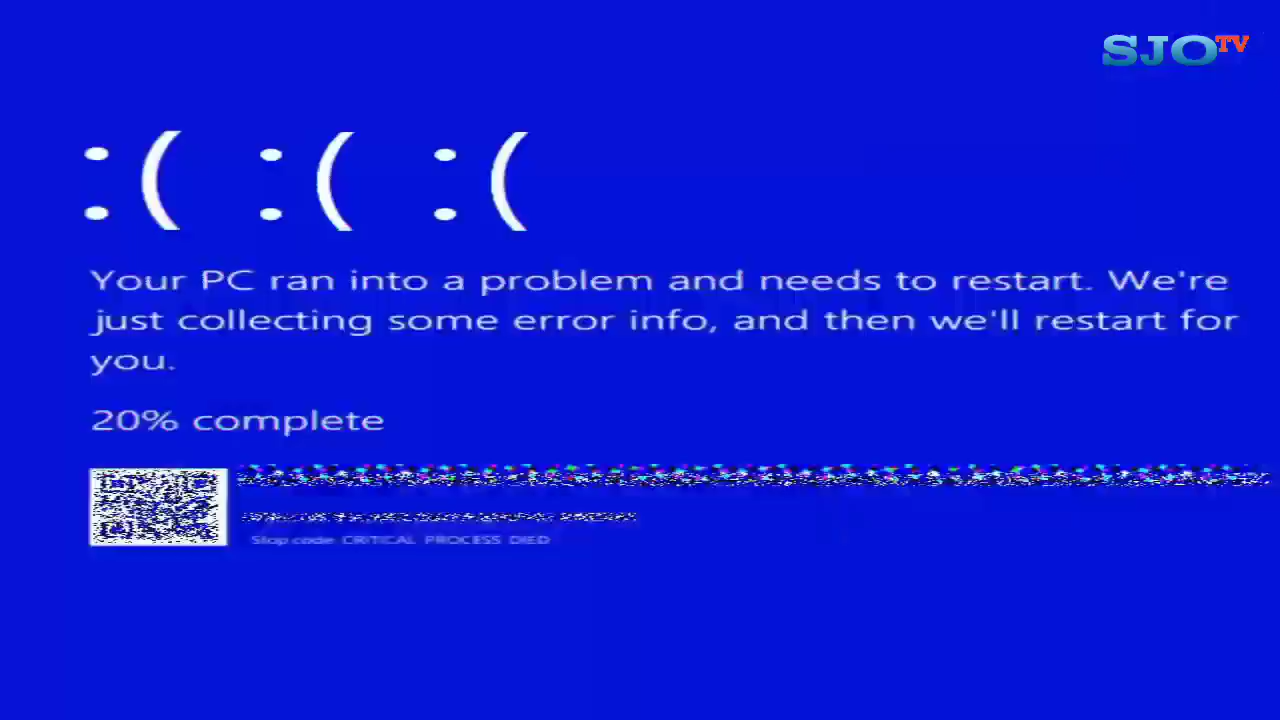 SJOTV
:( :( :(
Your PC ran into a problem and needs to restart. We're
just collecting some error info, and then we'll restart for
you.
20% complete
Stop code: CRITICAL PROCESS DIED